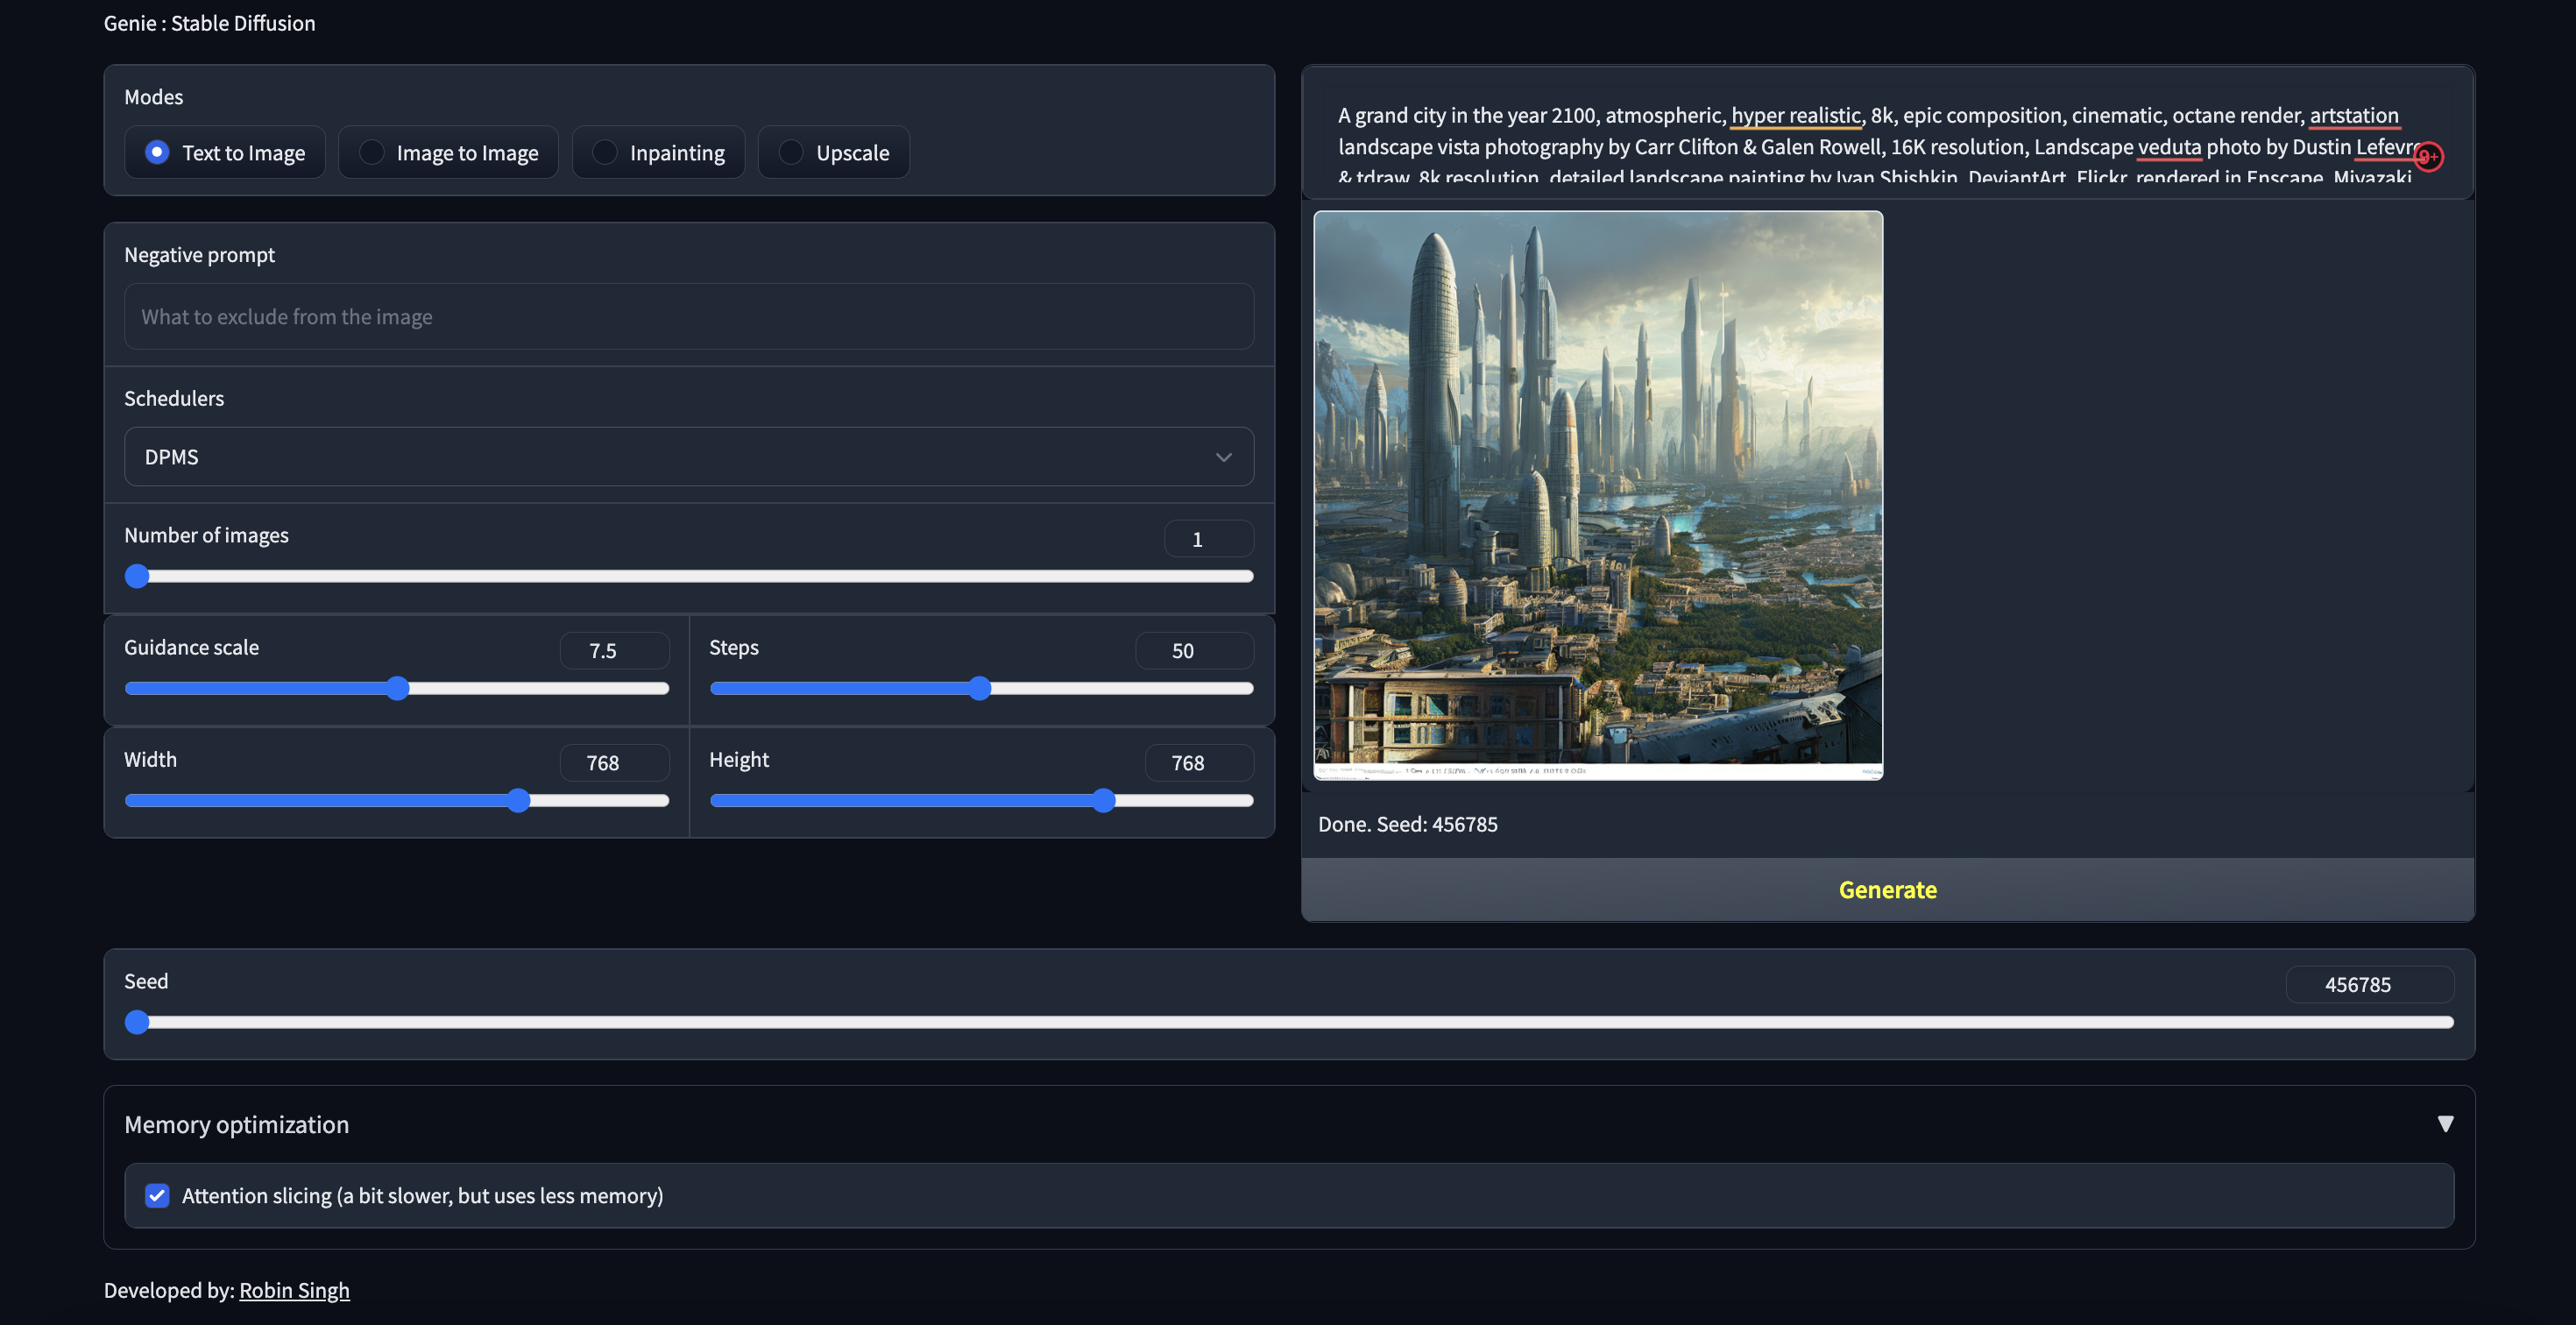 Genie : Stable Diffusion
Modes
Text to Image
Image to Image
Inpainting
Upscale
Negative prompt
What to exclude from the image
Schedulers
DPMS
Number of images
1
Guidance scale
7.5
Steps
50
Width
768
Height
768
A grand city in the year 2100, atmospheric, hyper realistic, 8k, epic composition, cinematic, octane render, artstation
landscape vista photography by Carr Clifton & Galen Rowell, 16K resolution, Landscape veduta photo by Dustin Lefevre
& tdraw, 8k resolution, detailed landscape painting by Ivan Shishkin, DeviantArt, Flickr, rendered in Enscape, Miyazaki,
9+
Done. Seed: 456785
Generate
Seed
456785
Memory optimization
▼
Attention slicing (a bit slower, but uses less memory)
Developed by: Robin Singh